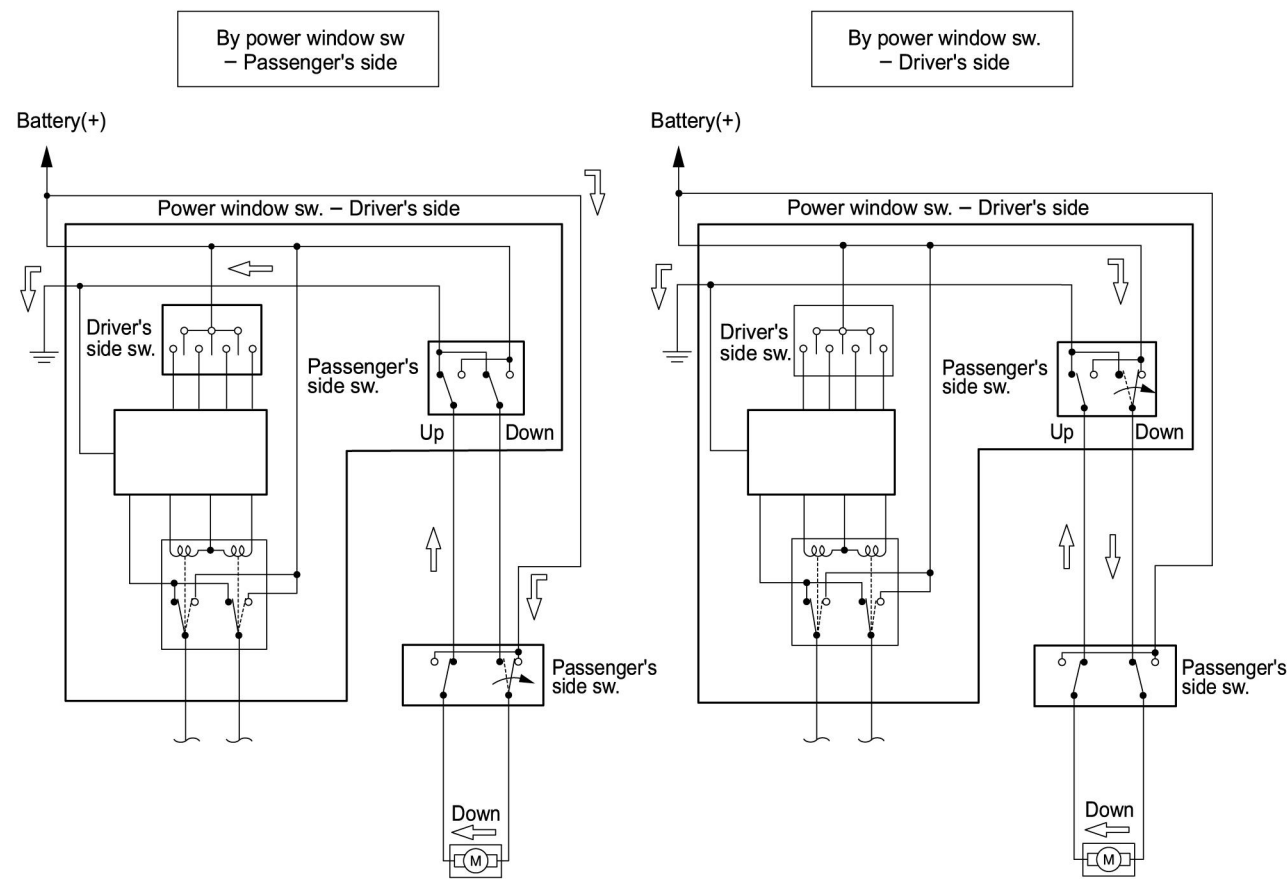 By power window sw
– Passenger's side
Battery(+)
Power window sw. – Driver's side
Driver's
side sw.
Passenger's
side sw.
Up
Down
Passenger's
side sw.
Down
M
By power window sw.
– Driver's side
Battery(+)
Power window sw. – Driver's side
Driver's
side sw.
Passenger's
side sw.
Up
Down
Passenger's
side sw.
Down
M